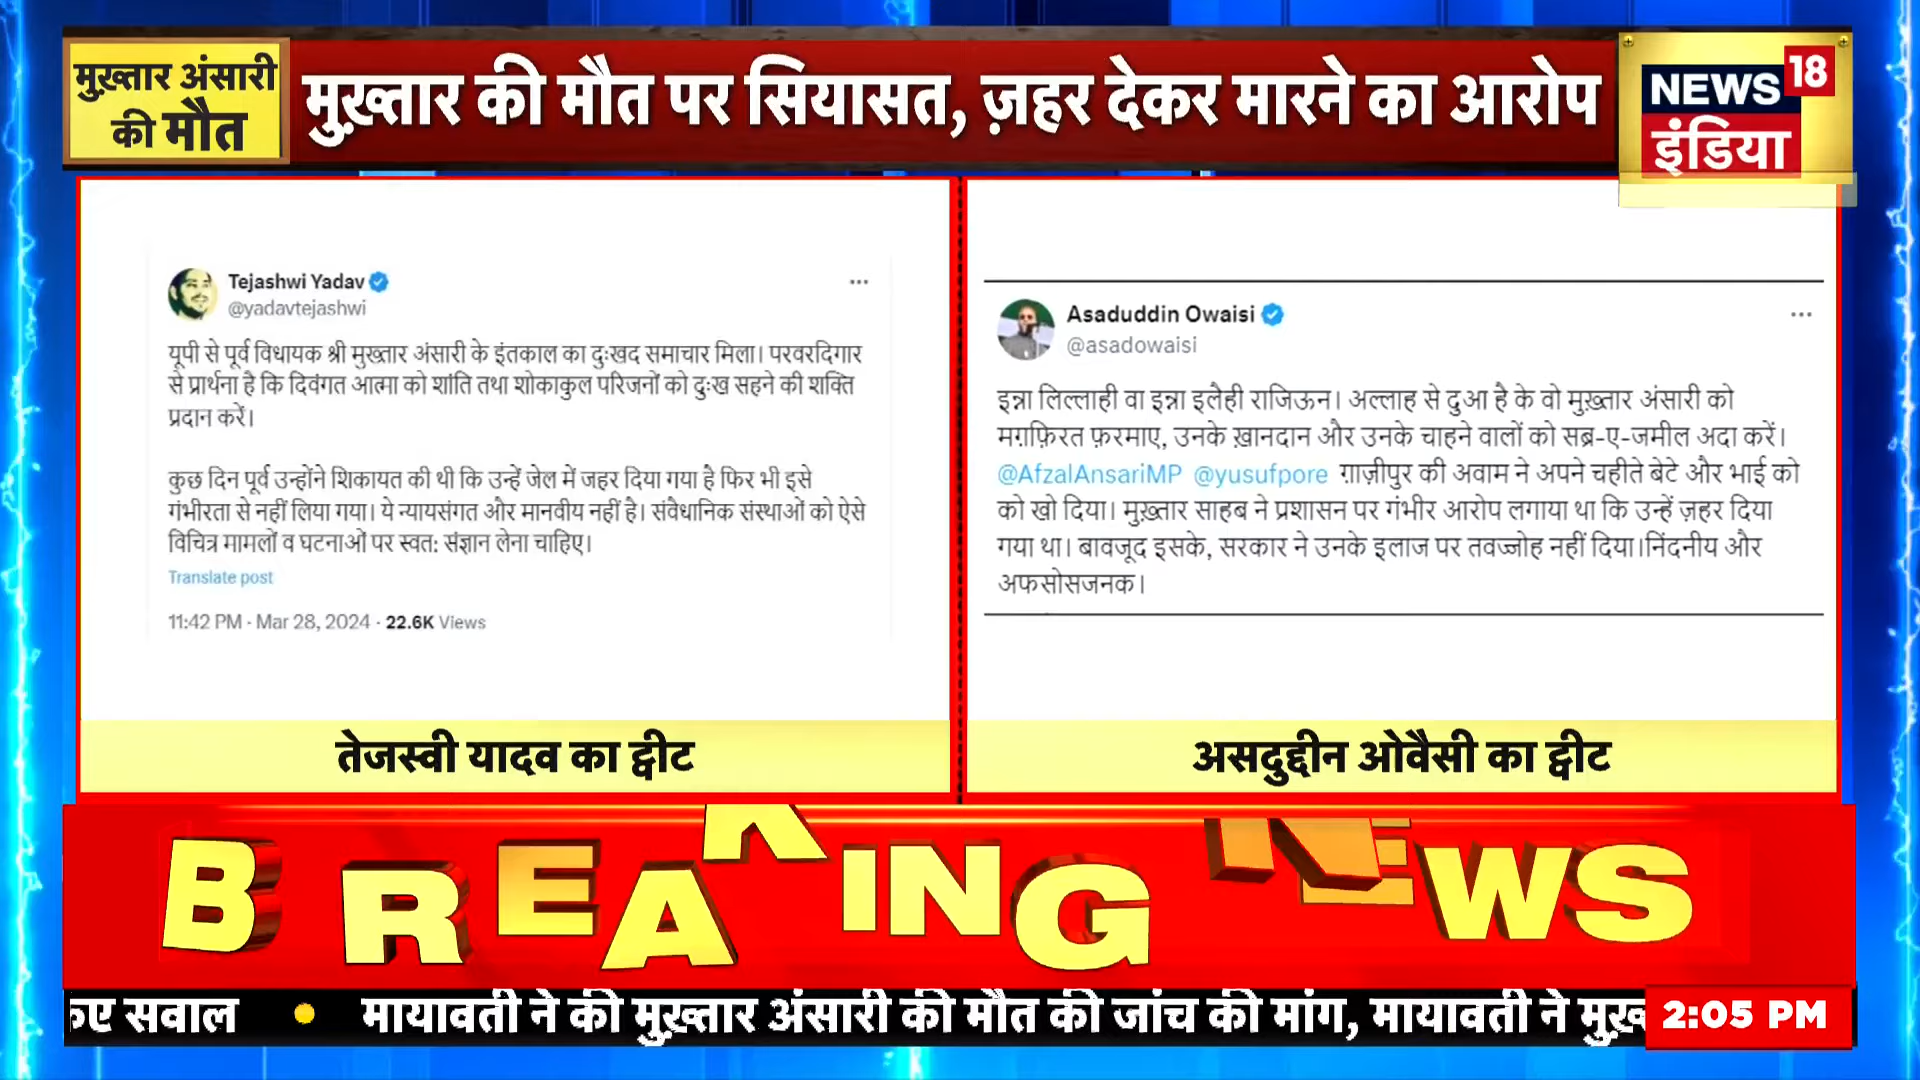 मुख़्तार अंसारी
की मौत
मुख़्तार की मौत पर सियासत, ज़हर देकर मारने का आरोप
NEWS 18
इंडिया
Tejashwi Yadav
@yadavtejashwi
यूपी से पूर्व विधायक श्री मुख्तार अंसारी के इंतकाल का दुःखद समाचार मिला। परवरदिगार
से प्रार्थना है कि दिवंगत आत्मा को शांति तथा शोकाकुल परिजनों को दुःख सहने की शक्ति
प्रदान करें।
कुछ दिन पूर्व उन्होंने शिकायत की थी कि उन्हें जेल में जहर दिया गया है फिर भी इसे
गंभीरता से नहीं लिया गया। ये न्यायसंगत और मानवीय नहीं है। संवैधानिक संस्थाओं को ऐसे
विचित्र मामलों व घटनाओं पर स्वत: संज्ञान लेना चाहिए।
Translate post
11:42 PM · Mar 28, 2024 · 22.6K Views
तेजस्वी यादव का ट्वीट
Asaduddin Owaisi
@asadowaisi
इन्ना लिल्लाही वा इन्ना इलैही राजिऊन। अल्लाह से दुआ है के वो मुख़्तार अंसारी को
मग़फ़िरत फ़रमाए, उनके ख़ानदान और उनके चाहने वालों को सब्र-ए-जमील अदा करें।
@AfzalAnsariMP @yusufpore ग़ाज़ीपुर की अवाम ने अपने चहीते बेटे और भाई को
को खो दिया। मुख़्तार साहब ने प्रशासन पर गंभीर आरोप लगाया था कि उन्हें ज़हर दिया
गया था। बावजूद इसके, सरकार ने उनके इलाज पर तवज्जोह नहीं दिया।निंदनीय और
अफसोसजनक।
असदुद्दीन ओवैसी का ट्वीट
BREAKING NEWS
सवाल • मायावती ने की मुख़्तार अंसारी की मौत की जांच की मांग, मायावती ने
2:05 PM